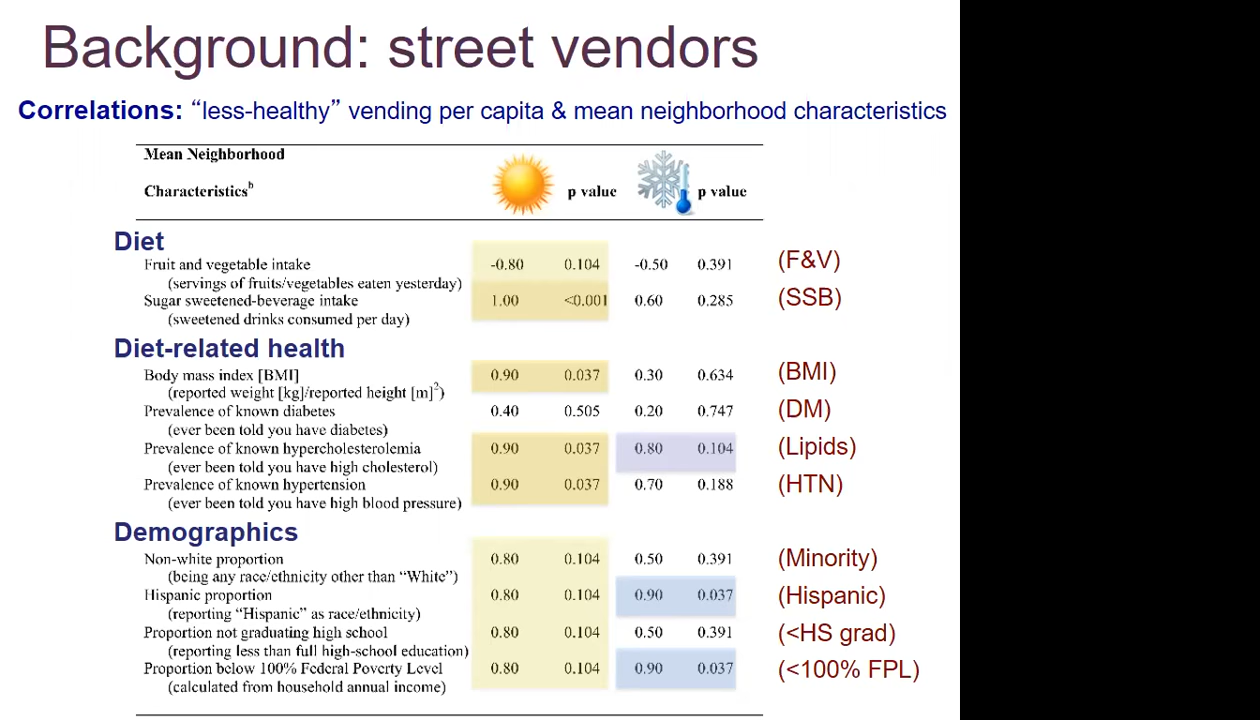 Background: street vendors
Correlations: “less-healthy” vending per capita & mean neighborhood characteristics
Mean Neighborhood
Characteristicsᵇ p value p value
Diet
Fruit and vegetable intake -0.80 0.104 -0.50 0.391 (F&V)
(servings of fruits/vegetables eaten yesterday)
Sugar sweetened-beverage intake 1.00 <0.001 0.60 0.285 (SSB)
(sweetened drinks consumed per day)
Diet-related health
Body mass index [BMI] 0.90 0.037 0.30 0.634 (BMI)
(reported weight [kg]/reported height [m]²)
Prevalence of known diabetes 0.40 0.505 0.20 0.747 (DM)
(ever been told you have diabetes)
Prevalence of known hypercholesterolemia 0.90 0.037 0.80 0.104 (Lipids)
(ever been told you have high cholesterol)
Prevalence of known hypertension 0.90 0.037 0.70 0.188 (HTN)
(ever been told you have high blood pressure)
Demographics
Non-white proportion 0.80 0.104 0.50 0.391 (Minority)
(being any race/ethnicity other than “White”)
Hispanic proportion 0.80 0.104 0.90 0.037 (Hispanic)
(reporting “Hispanic” as race/ethnicity)
Proportion not graduating high school 0.80 0.104 0.50 0.391 (<HS grad)
(reporting less than full high-school education)
Proportion below 100% Federal Poverty Level 0.80 0.104 0.90 0.037 (<100% FPL)
(calculated from household annual income)